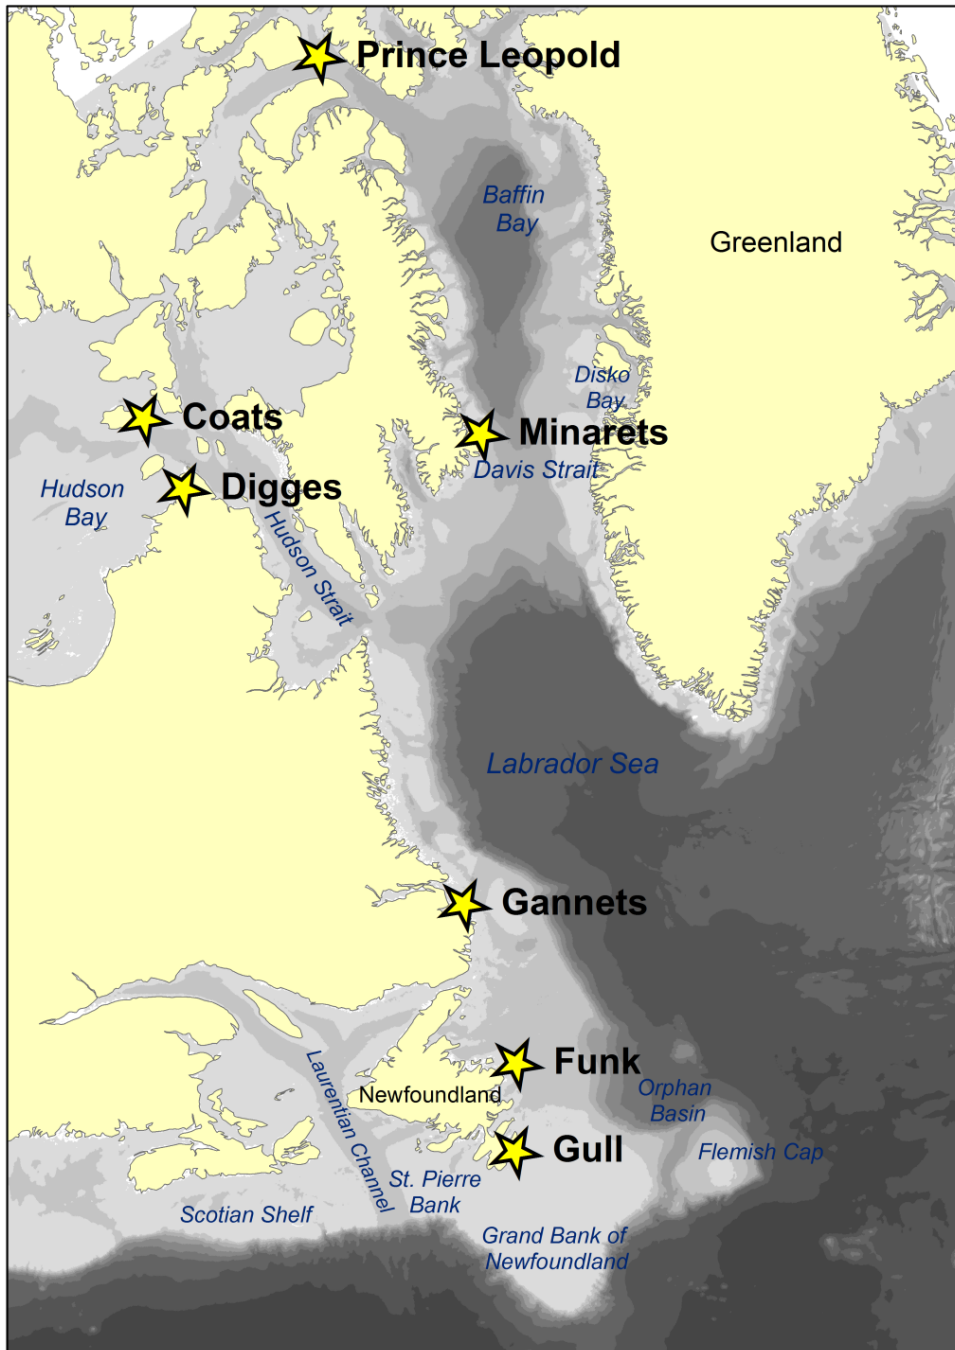 Prince Leopold
Baffin
Bay
Greenland
Disko
Bay
Coats
Minarets
Davis Strait
Digges
Hudson
Bay
Hudson Strait
Labrador Sea
Gannets
Funk
Orphan
Basin
Newfoundland
Laurentian Channel
Gull
Flemish Cap
St. Pierre
Bank
Scotian Shelf
Grand Bank of
Newfoundland